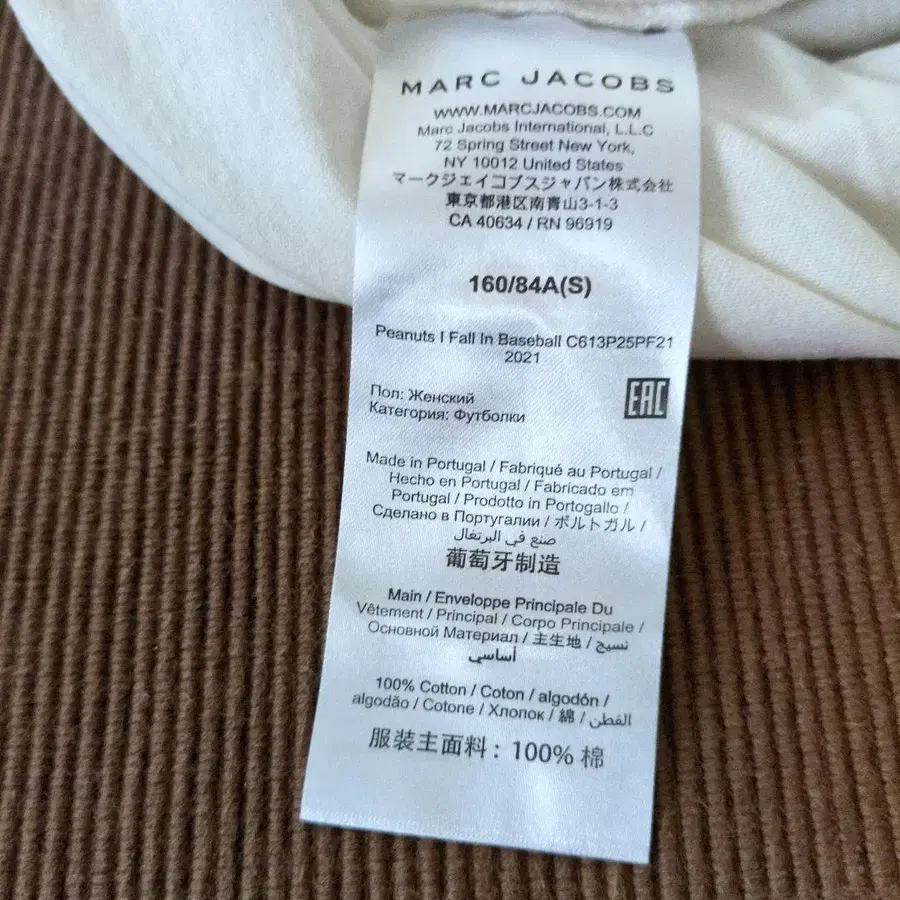 MARC JACOBS
WWW.MARCJACOBS.COM
Marc Jacobs International, L.L.C
72 Spring Street New York,
NY 10012 United States
マークジェイコブスジャパン株式会社
東京都港区南青山3-1-3
CA 40634 / RN 96919
160/84A(S)
Peanuts I Fall In Baseball C613P25PF21
2021
Пол: Женский
Категория: Футболки
EAC
Made in Portugal / Fabriqué au Portugal /
Hecho en Portugal / Fabricado em
Portugal / Prodotto in Portogallo /
Сделано в Португалии / ポルトガル /
صنع في البرتغال
葡萄牙制造
Main / Enveloppe Principale Du
Vêtement / Principal / Corpo Principale /
Основной Материал / 主生地 / نسيج
أساسي
100% Cotton / Coton / algodón /
algodão / Cotone / Хлопок / 綿 / القطن
服装主面料: 100% 棉